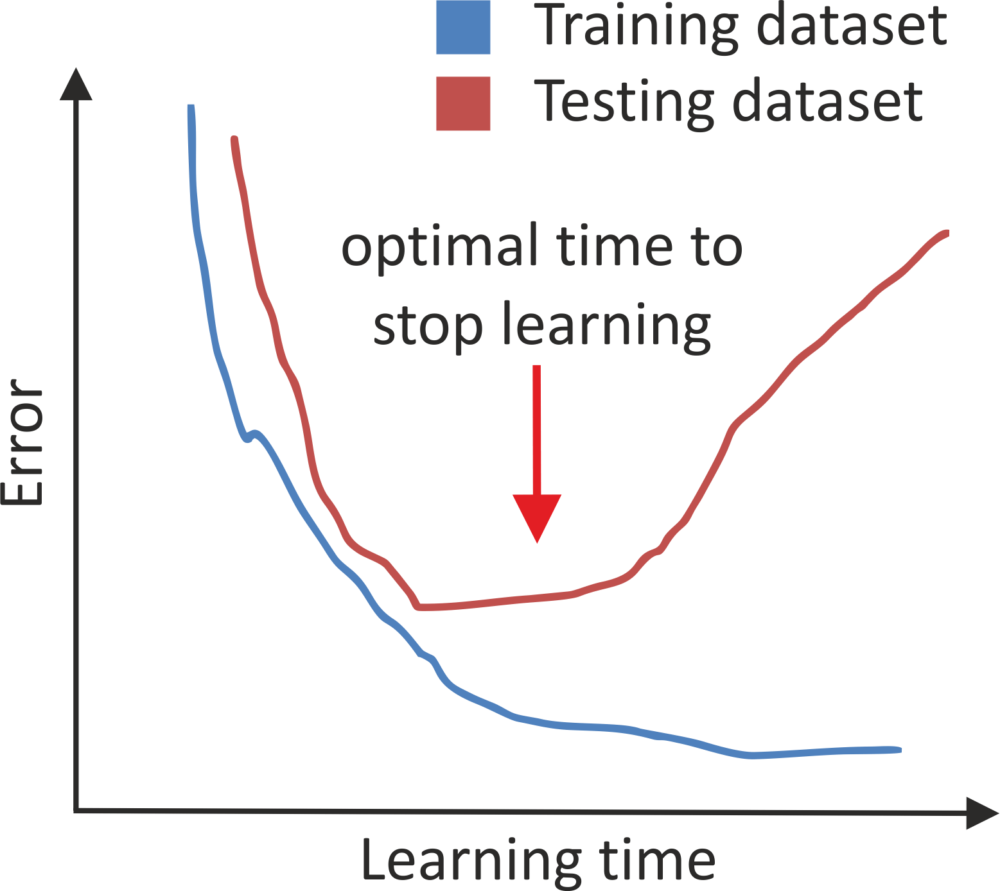 Training dataset
Testing dataset
optimal time to
stop learning
Error
Learning time